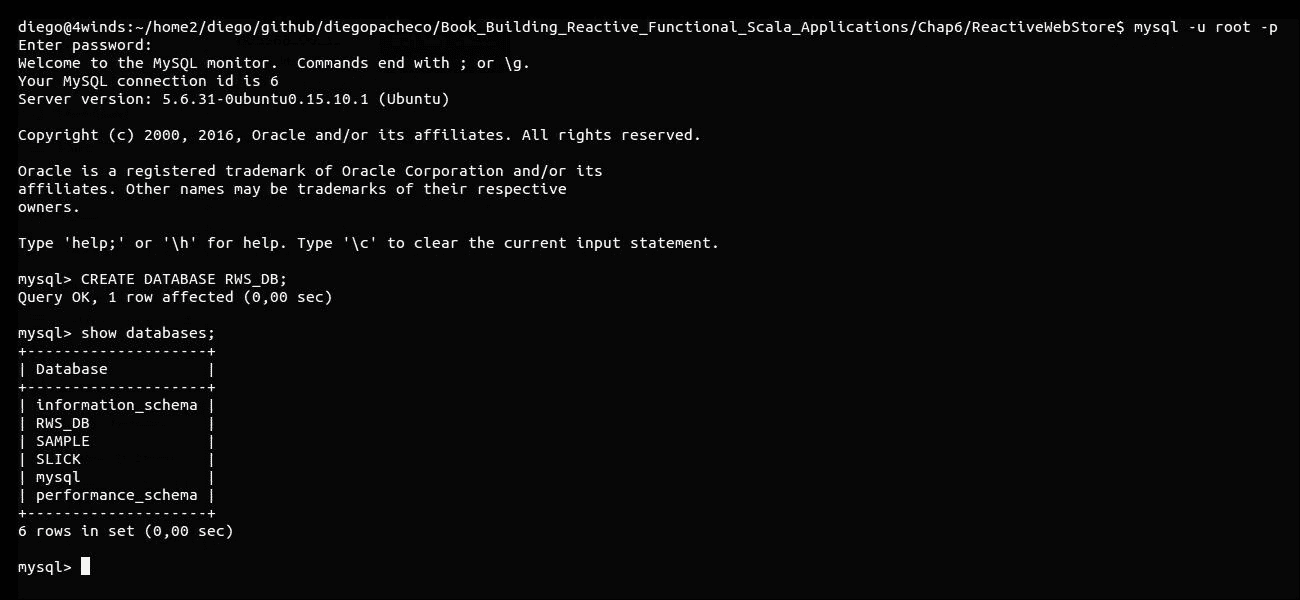 diego@4winds:~/home2/diego/github/diegopacheco/Book_Building_Reactive_Functional_Scala_Applications/Chap6/ReactiveWebStore$ mysql -u root -p
Enter password:
Welcome to the MySQL monitor.  Commands end with ; or \g.
Your MySQL connection id is 6
Server version: 5.6.31-0ubuntu0.15.10.1 (Ubuntu)
Copyright (c) 2000, 2016, Oracle and/or its affiliates. All rights reserved.
Oracle is a registered trademark of Oracle Corporation and/or its
affiliates. Other names may be trademarks of their respective
owners.
Type 'help;' or '\h' for help. Type '\c' to clear the current input statement.
mysql> CREATE DATABASE RWS_DB;
Query OK, 1 row affected (0,00 sec)
mysql> show databases;
+--------------------+
| Database           |
+--------------------+
| information_schema |
| RWS_DB             |
| SAMPLE             |
| SLICK              |
| mysql              |
| performance_schema |
+--------------------+
6 rows in set (0,00 sec)
mysql>